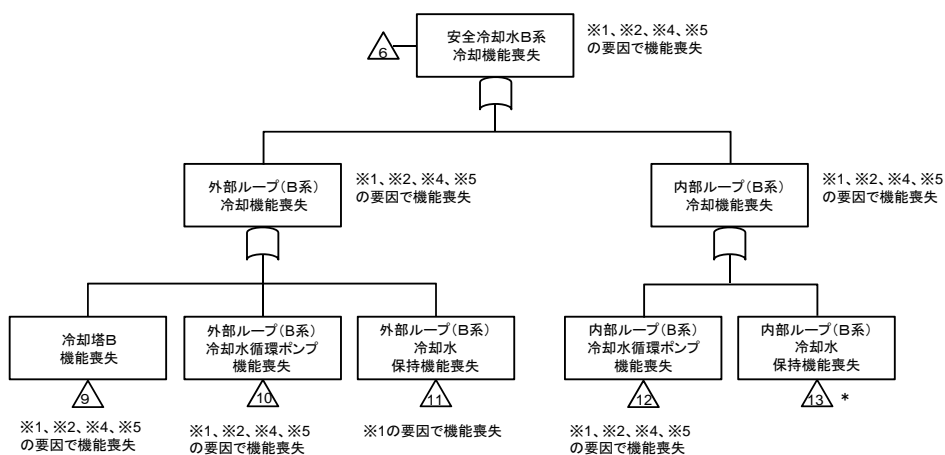 安全冷却水B系
冷却機能喪失
※1、※2、※4、※5
の要因で機能喪失
6
外部ループ(B系)
冷却機能喪失
※1、※2、※4、※5
の要因で機能喪失
内部ループ(B系)
冷却機能喪失
※1、※2、※4、※5
の要因で機能喪失
冷却塔B
機能喪失
9
※1、※2、※4、※5
の要因で機能喪失
外部ループ(B系)
冷却水循環ポンプ
機能喪失
10
※1、※2、※4、※5
の要因で機能喪失
外部ループ(B系)
冷却水
保持機能喪失
11
※1の要因で機能喪失
内部ループ(B系)
冷却水循環ポンプ
機能喪失
12
※1、※2、※4、※5
の要因で機能喪失
内部ループ(B系)
冷却水
保持機能喪失
13 *